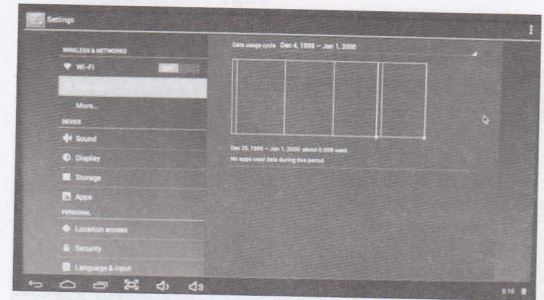 Settings
WIRELESS & NETWORKS
Wi-Fi
More...
DEVICE
Sound
Display
Storage
Apps
PERSONAL
Location access
Security
Language & input
Data usage cycle Dec 4, 1999 – Jan 1, 2000
Dec 25, 1999 – Jan 1, 2000: about 0.00B used.
No apps used data during this period.
8:16